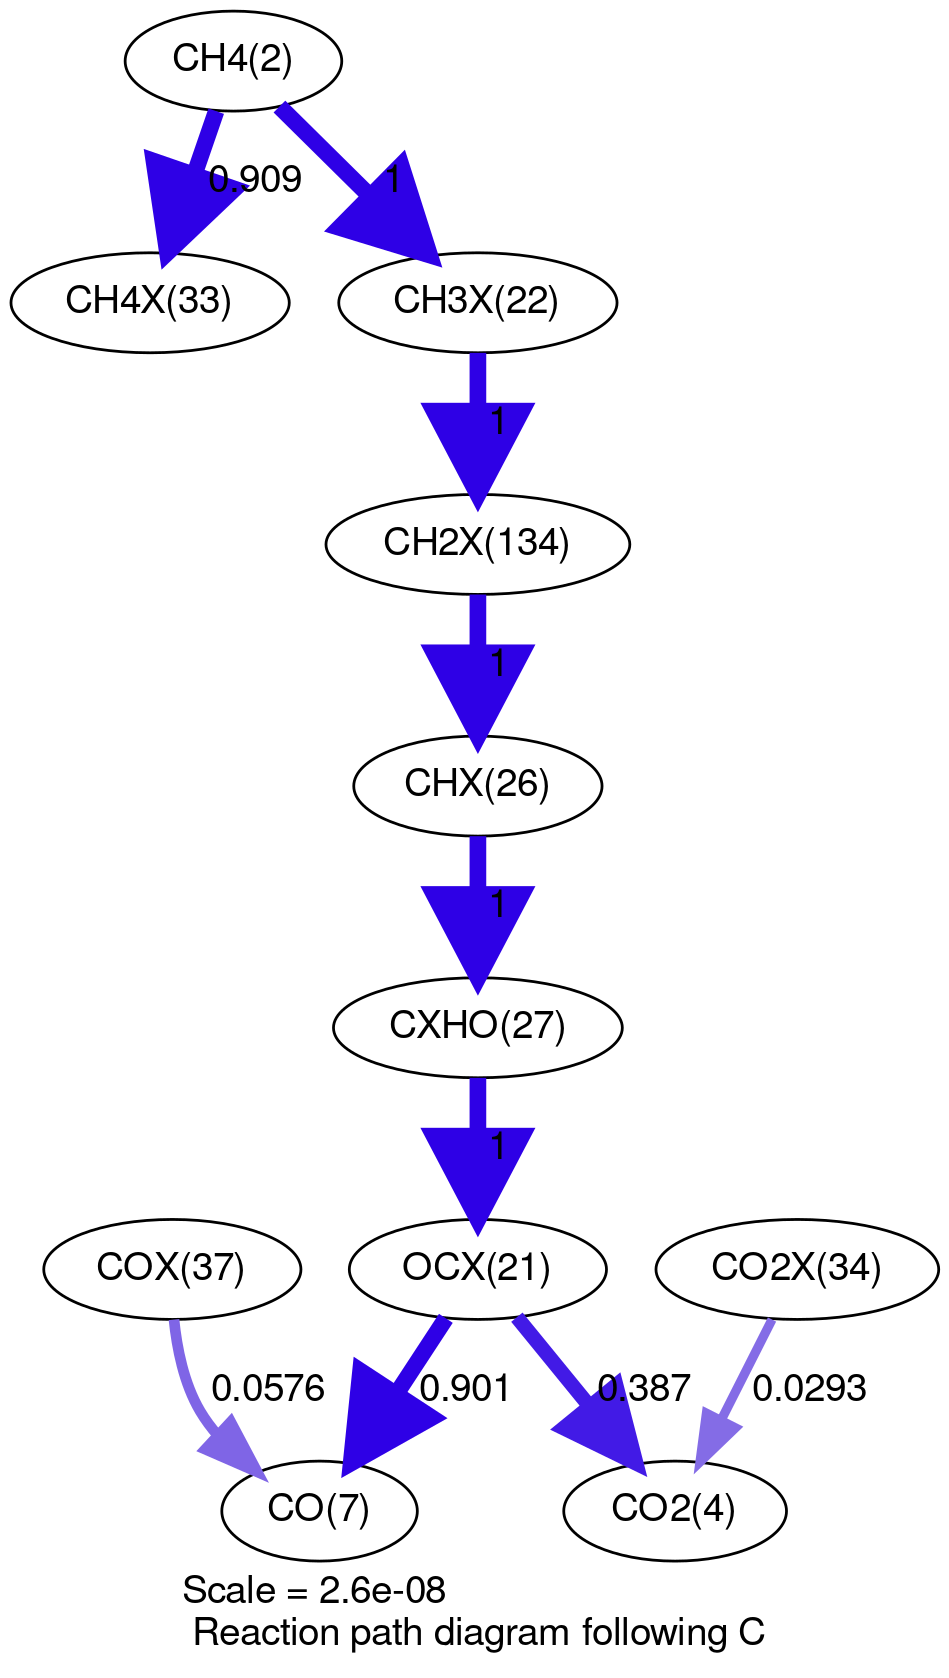 CH4(2)
0.909
1
CH4X(33)
CH3X(22)
1
CH2X(134)
1
CHX(26)
1
CXHO(27)
1
COX(37)
OCX(21)
CO2X(34)
0.0576
0.901
0.387
0.0293
CO(7)
CO2(4)
Scale = 2.6e-08
Reaction path diagram following C